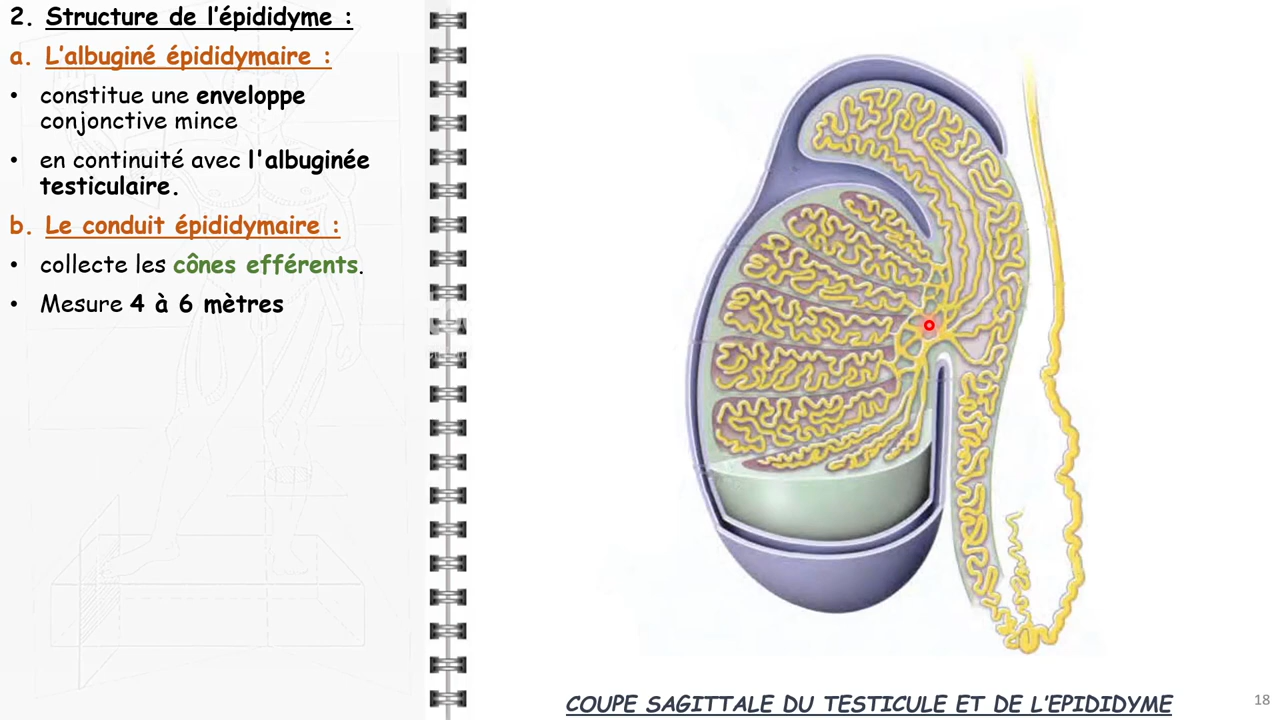 2. Structure de l’épididyme :
a. L’albuginé épididymaire :
• constitue une enveloppe
conjonctive mince
• en continuité avec l'albuginée
testiculaire.
b. Le conduit épididymaire :
• collecte les cônes efférents.
• Mesure 4 à 6 mètres
COUPE SAGITTALE DU TESTICULE ET DE L’EPIDIDYME
18